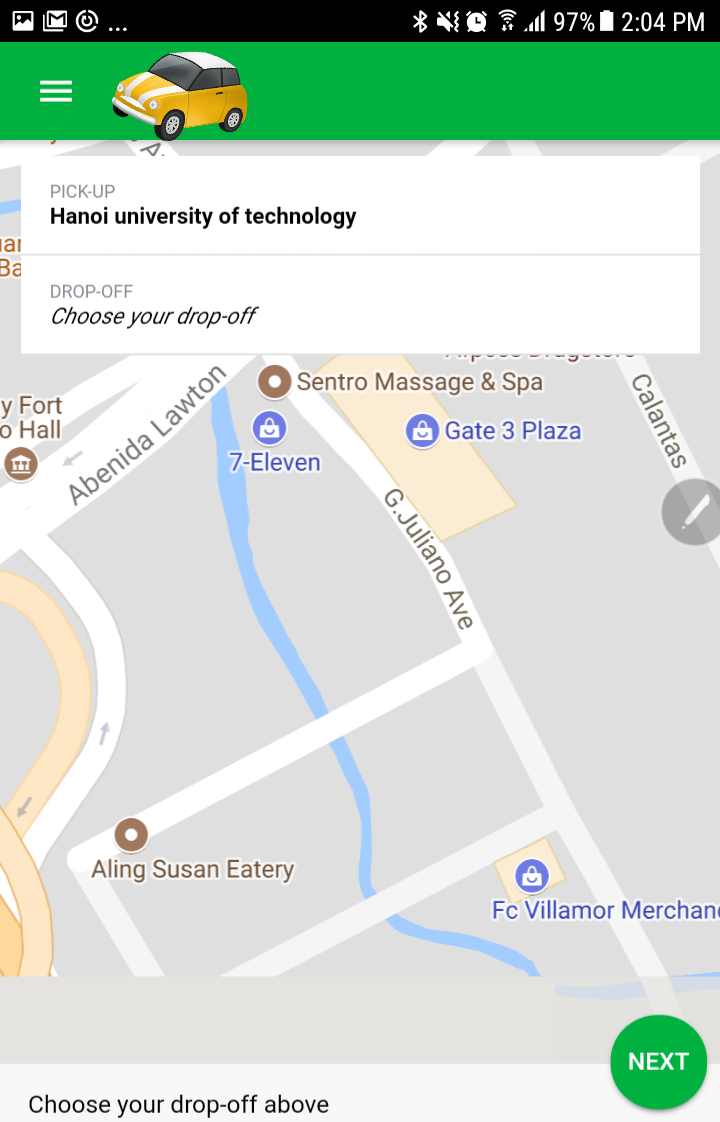 97% 2:04 PM
PICK-UP
Hanoi university of technology
DROP-OFF
Choose your drop-off
Sentro Massage & Spa
y Fort
o Hall
Abenida Lawton
7-Eleven
Gate 3 Plaza
Calantas
G.Juliano Ave
Aling Susan Eatery
Fc Villamor Merchan
NEXT
Choose your drop-off above